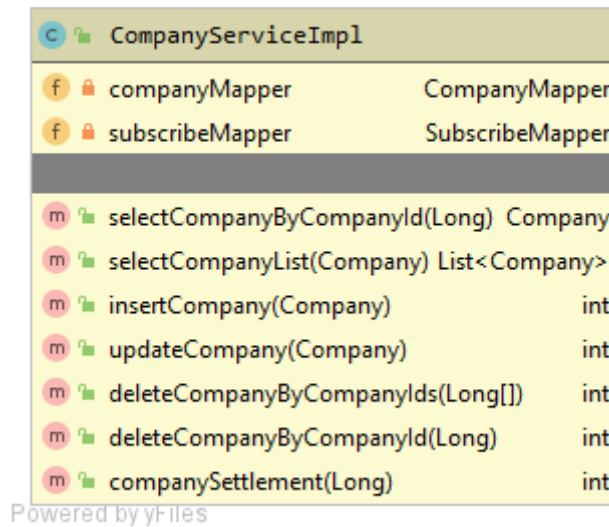 C CompanyServiceImpl
f companyMapper CompanyMapper
f subscribeMapper SubscribeMapper
m selectCompanyByCompanyId(Long) Company
m selectCompanyList(Company) List<Company>
m insertCompany(Company) int
m updateCompany(Company) int
m deleteCompanyByCompanyIds(Long[]) int
m deleteCompanyByCompanyId(Long) int
m companySettlement(Long) int
Powered by yFiles